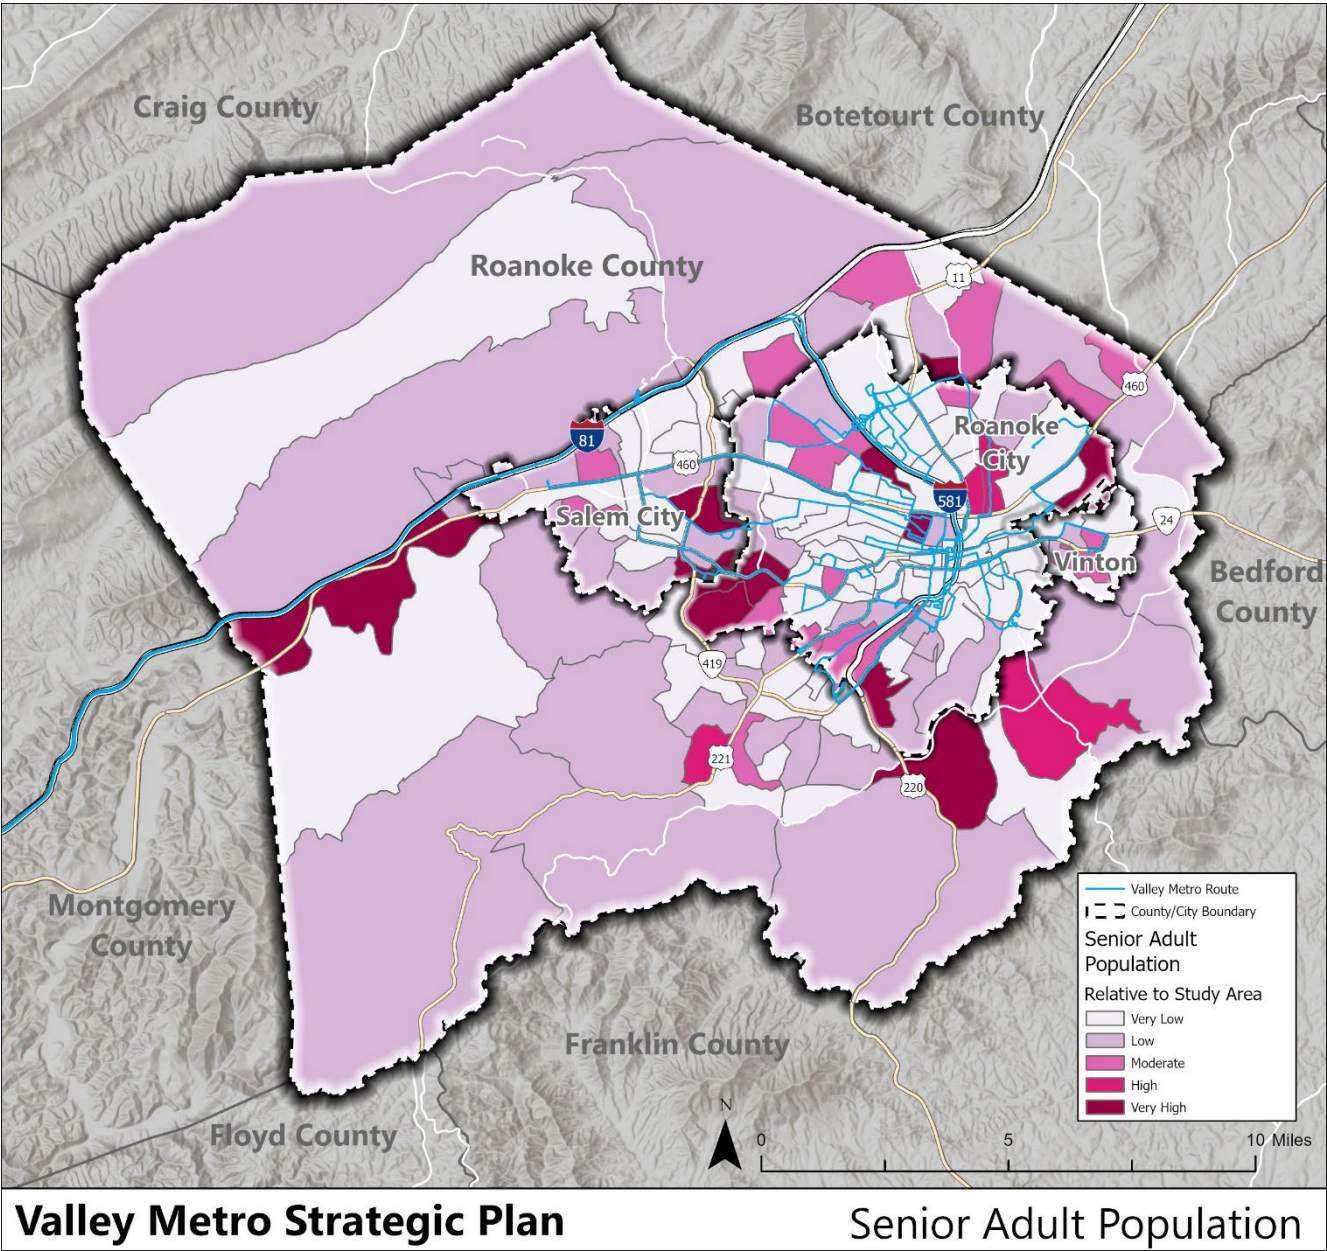 Craig County
Botetourt County
Roanoke County
11
460
81
Roanoke
City
460
581
Salem City
24
Vinton
Bedford
County
419
221
220
Montgomery
County
Franklin County
Floyd County
Valley Metro Route
County/City Boundary
Senior Adult
Population
Relative to Study Area
Very Low
Low
Moderate
High
Very High
N
0 5 10 Miles
Valley Metro Strategic Plan
Senior Adult Population